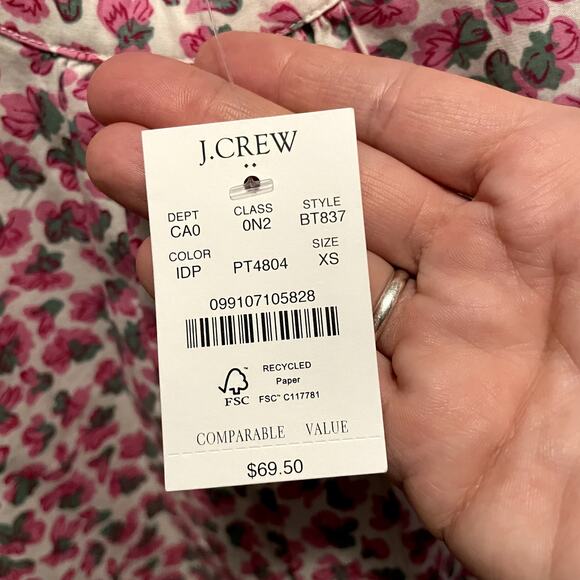 J.CREW
DEPT CLASS STYLE
CA0 0N2 BT837
COLOR SIZE
IDP PT4804 XS
099107105828
RECYCLED
Paper
FSC FSC™ C117781
COMPARABLE VALUE
$69.50